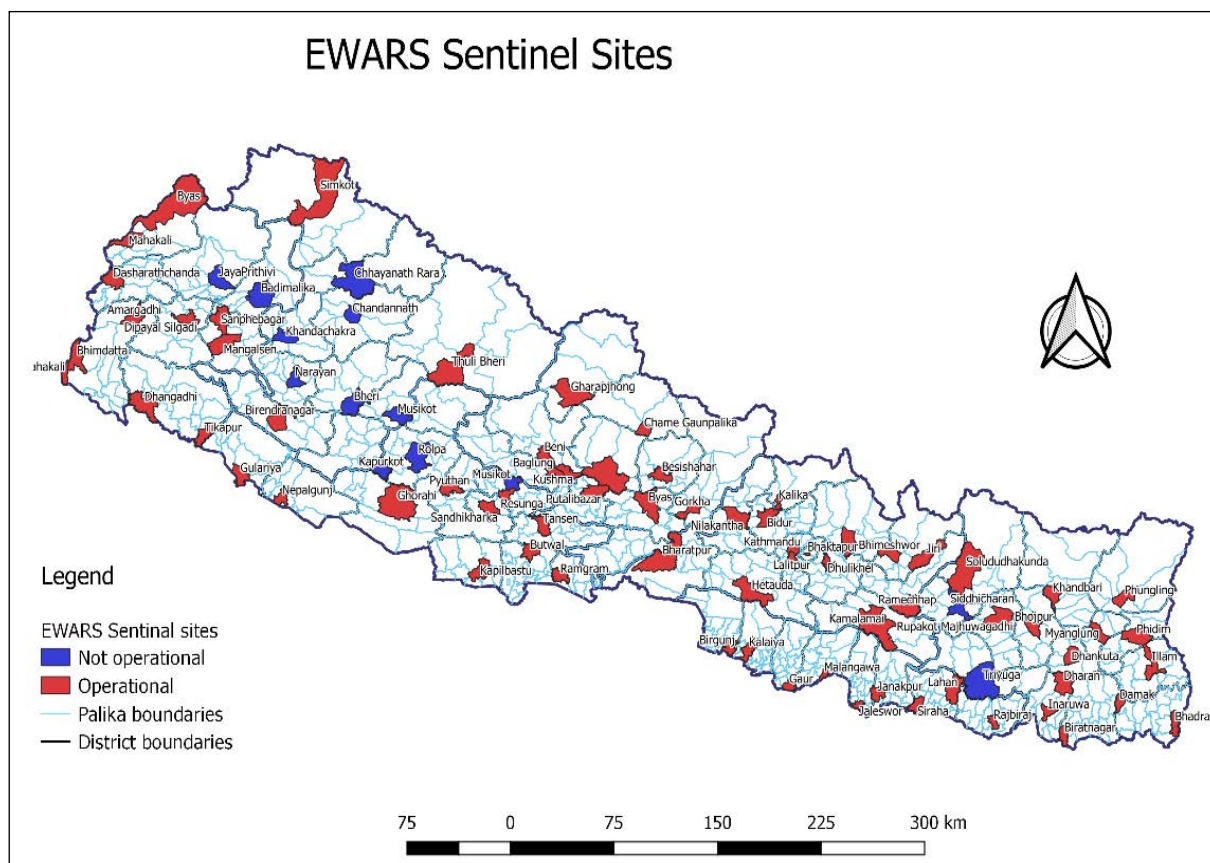 EWARS Sentinel Sites
Simkot
Byas
Mahakali
Dasharathchanda
JayaPrithivi
Badimalika
Chhayanath Rara
Chandannath
Amargadhi
Sanphebagar
Dipayal Silgadi
Khandachakra
Mangalsen
Bhimdatta
Thuli Bheri
Narayan
Gharapjhong
Dhangadhi
Bheri
Birendranagar
Musikot
Chame Gaunpalika
Tikapur
Rolpa
Beni
Kapurkot
Baglung
Besishahar
Gulariya
Pyuthan
Musikot
Kushmas
Nepalgunj
Ghorahi
Resunga
Putalibazar
Byas
Gorkha
Kalika
Sandhikharka
Tansen
Nilakantha
Bidur
Kathmandu
Bhaktapur
Bhimeshwor
Jiri
Butwal
Bharatpur
Lalitpur
Dhulikhel
Solududhakunda
Kapilbastu
Ramgram
Hetauda
Khandbari
Phungling
Ramechhap
Siddhicharan
Kamalamai
Rupakot
Majhuwagadhi
Bhojpur
Myanglung
Phidim
Birgunj
Kalaiya
Dhankuta
Malangawa
Triyuga
Gaur
Janakpur
Lahan
Dharan
Damak
Jaleswor
Siraha
Rajbiraj
Inaruwa
Bhadra
Biratnagar
Legend
EWARS Sentinal sites
Not operational
Operational
Palika boundaries
District boundaries
75 0 75 150 225 300 km